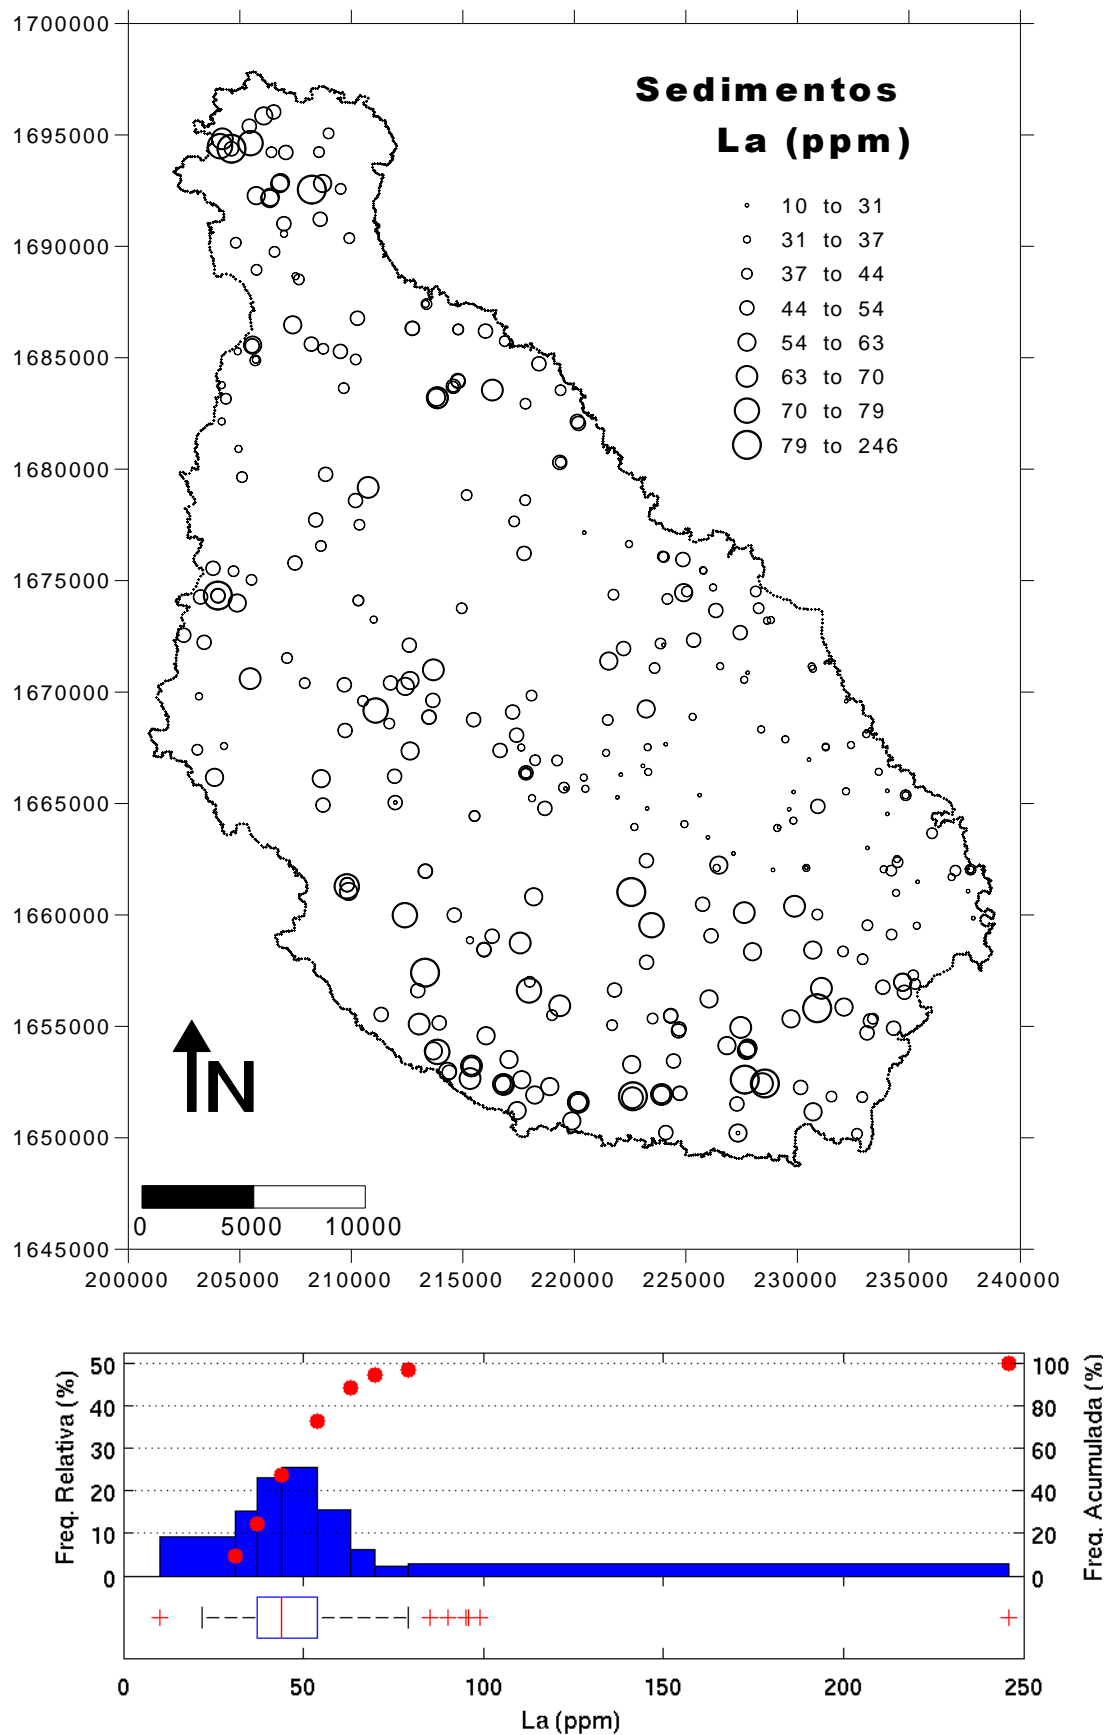 1700000
Sedimentos
La (ppm)
1695000
10 to 31
31 to 37
37 to 44
44 to 54
54 to 63
63 to 70
70 to 79
79 to 246
1690000
1685000
1680000
1675000
1670000
1665000
1660000
1655000
1650000
1645000
N
0 5000 10000
200000 205000 210000 215000 220000 225000 230000 235000 240000
Freq. Relativa (%)
50
40
30
20
10
0
100
80
60
40
20
0
Freq. Acumulada (%)
0 50 100 150 200 250
La (ppm)